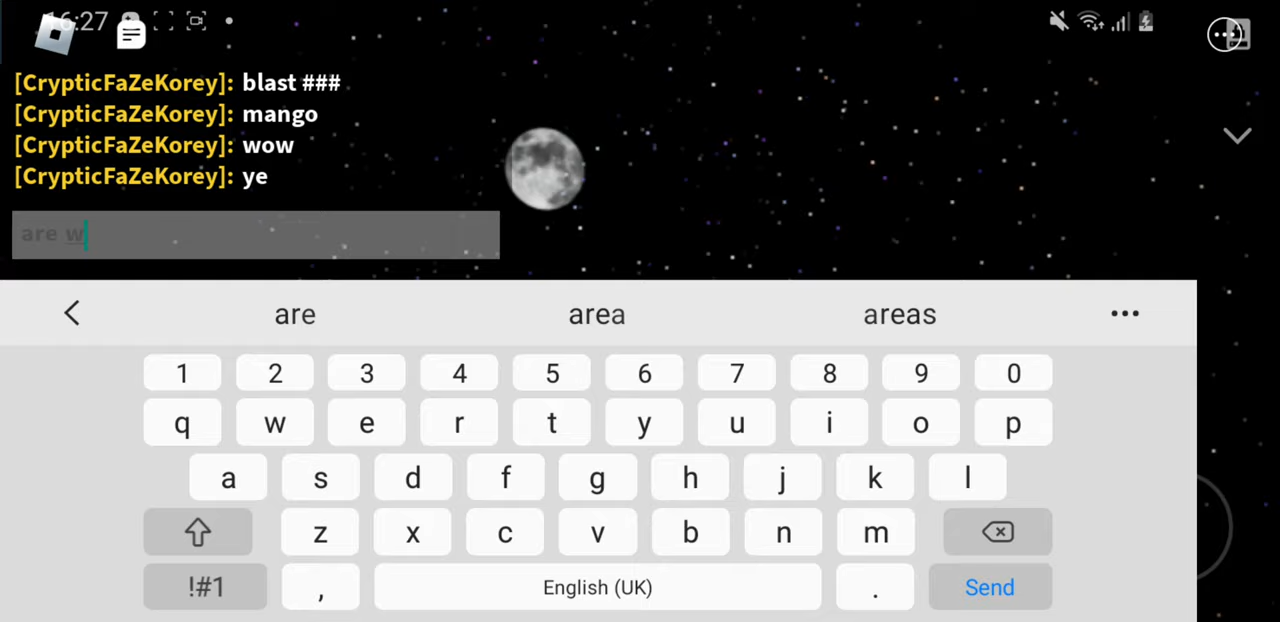 16:27
[CrypticFaZeKorey]: blast ###
[CrypticFaZeKorey]: mango
[CrypticFaZeKorey]: wow
[CrypticFaZeKorey]: ye
are w
are area areas
1 2 3 4 5 6 7 8 9 0
q w e r t y u i o p
a s d f g h j k l
z x c v b n m
!#1 , English (UK) . Send